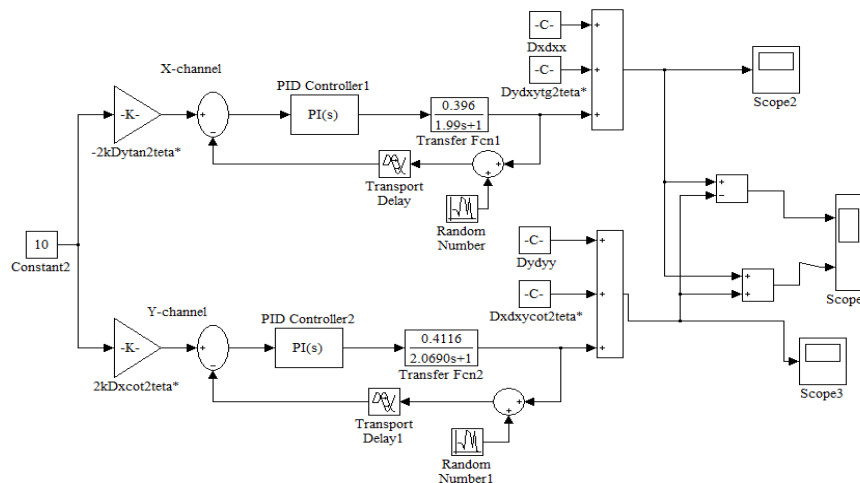 -C-
Dxdxx
X-channel
-C-
Dydxytg2teta*
Scope2
PID Controller1
-K-
+
−
PI(s)
0.396
1.99s+1
Transfer Fcn1
+
+
+
-2kDytan2teta*
Transport
Delay
+
+
Random
Number
+
−
10
Constant2
-C-
Dydyy
Scope
+
+
-C-
Dxdxycot2teta*
Y-channel
PID Controller2
-K-
+
−
PI(s)
0.4116
2.0690s+1
Transfer Fcn2
+
+
+
2kDxcot2teta*
Scope3
Transport
Delay1
+
+
Random
Number1